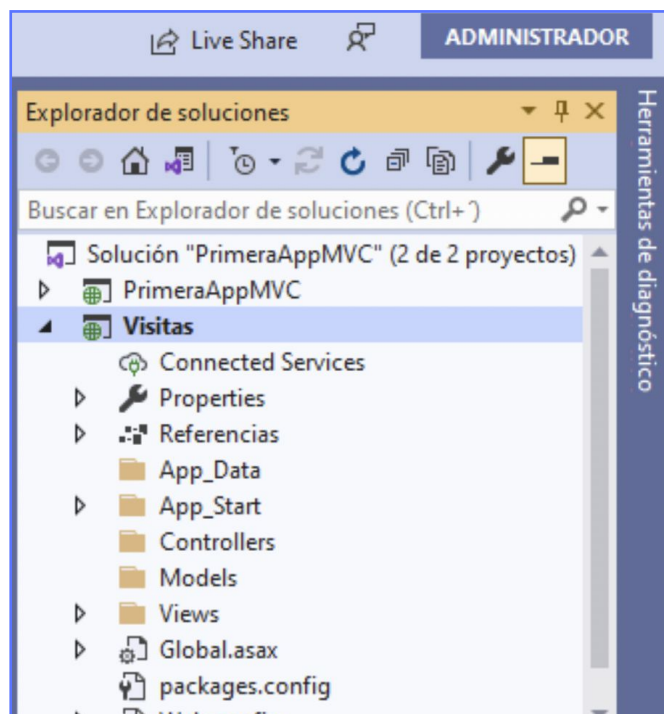 Live Share
ADMINISTRADOR
Explorador de soluciones
Buscar en Explorador de soluciones (Ctrl+´)
Solución "PrimeraAppMVC" (2 de 2 proyectos)
PrimeraAppMVC
Visitas
Connected Services
Properties
Referencias
App_Data
App_Start
Controllers
Models
Views
Global.asax
packages.config
Herramientas de diagnóstico